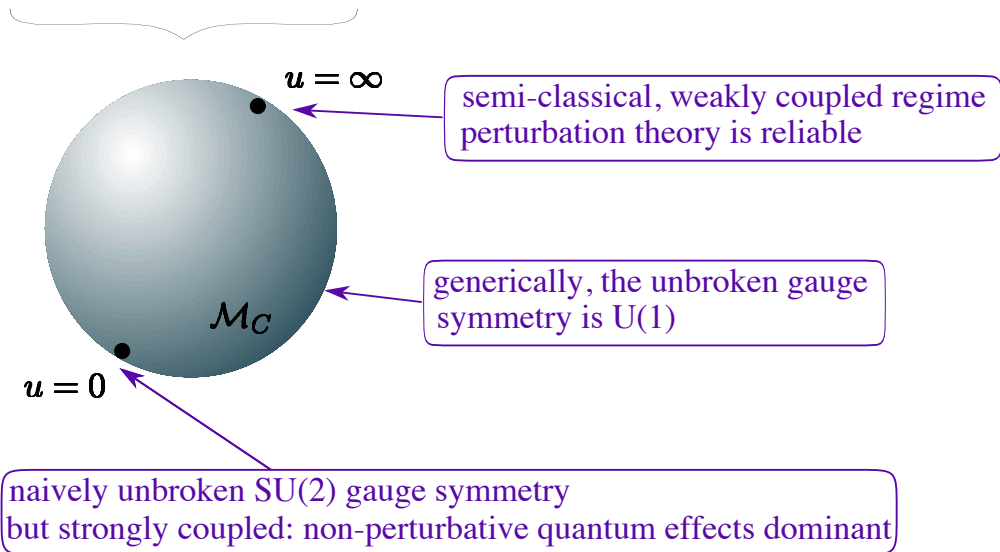 u = ∞
semi-classical, weakly coupled regime
perturbation theory is reliable
generically, the unbroken gauge
symmetry is U(1)
ℳ_C
u = 0
naively unbroken SU(2) gauge symmetry
but strongly coupled: non-perturbative quantum effects dominant